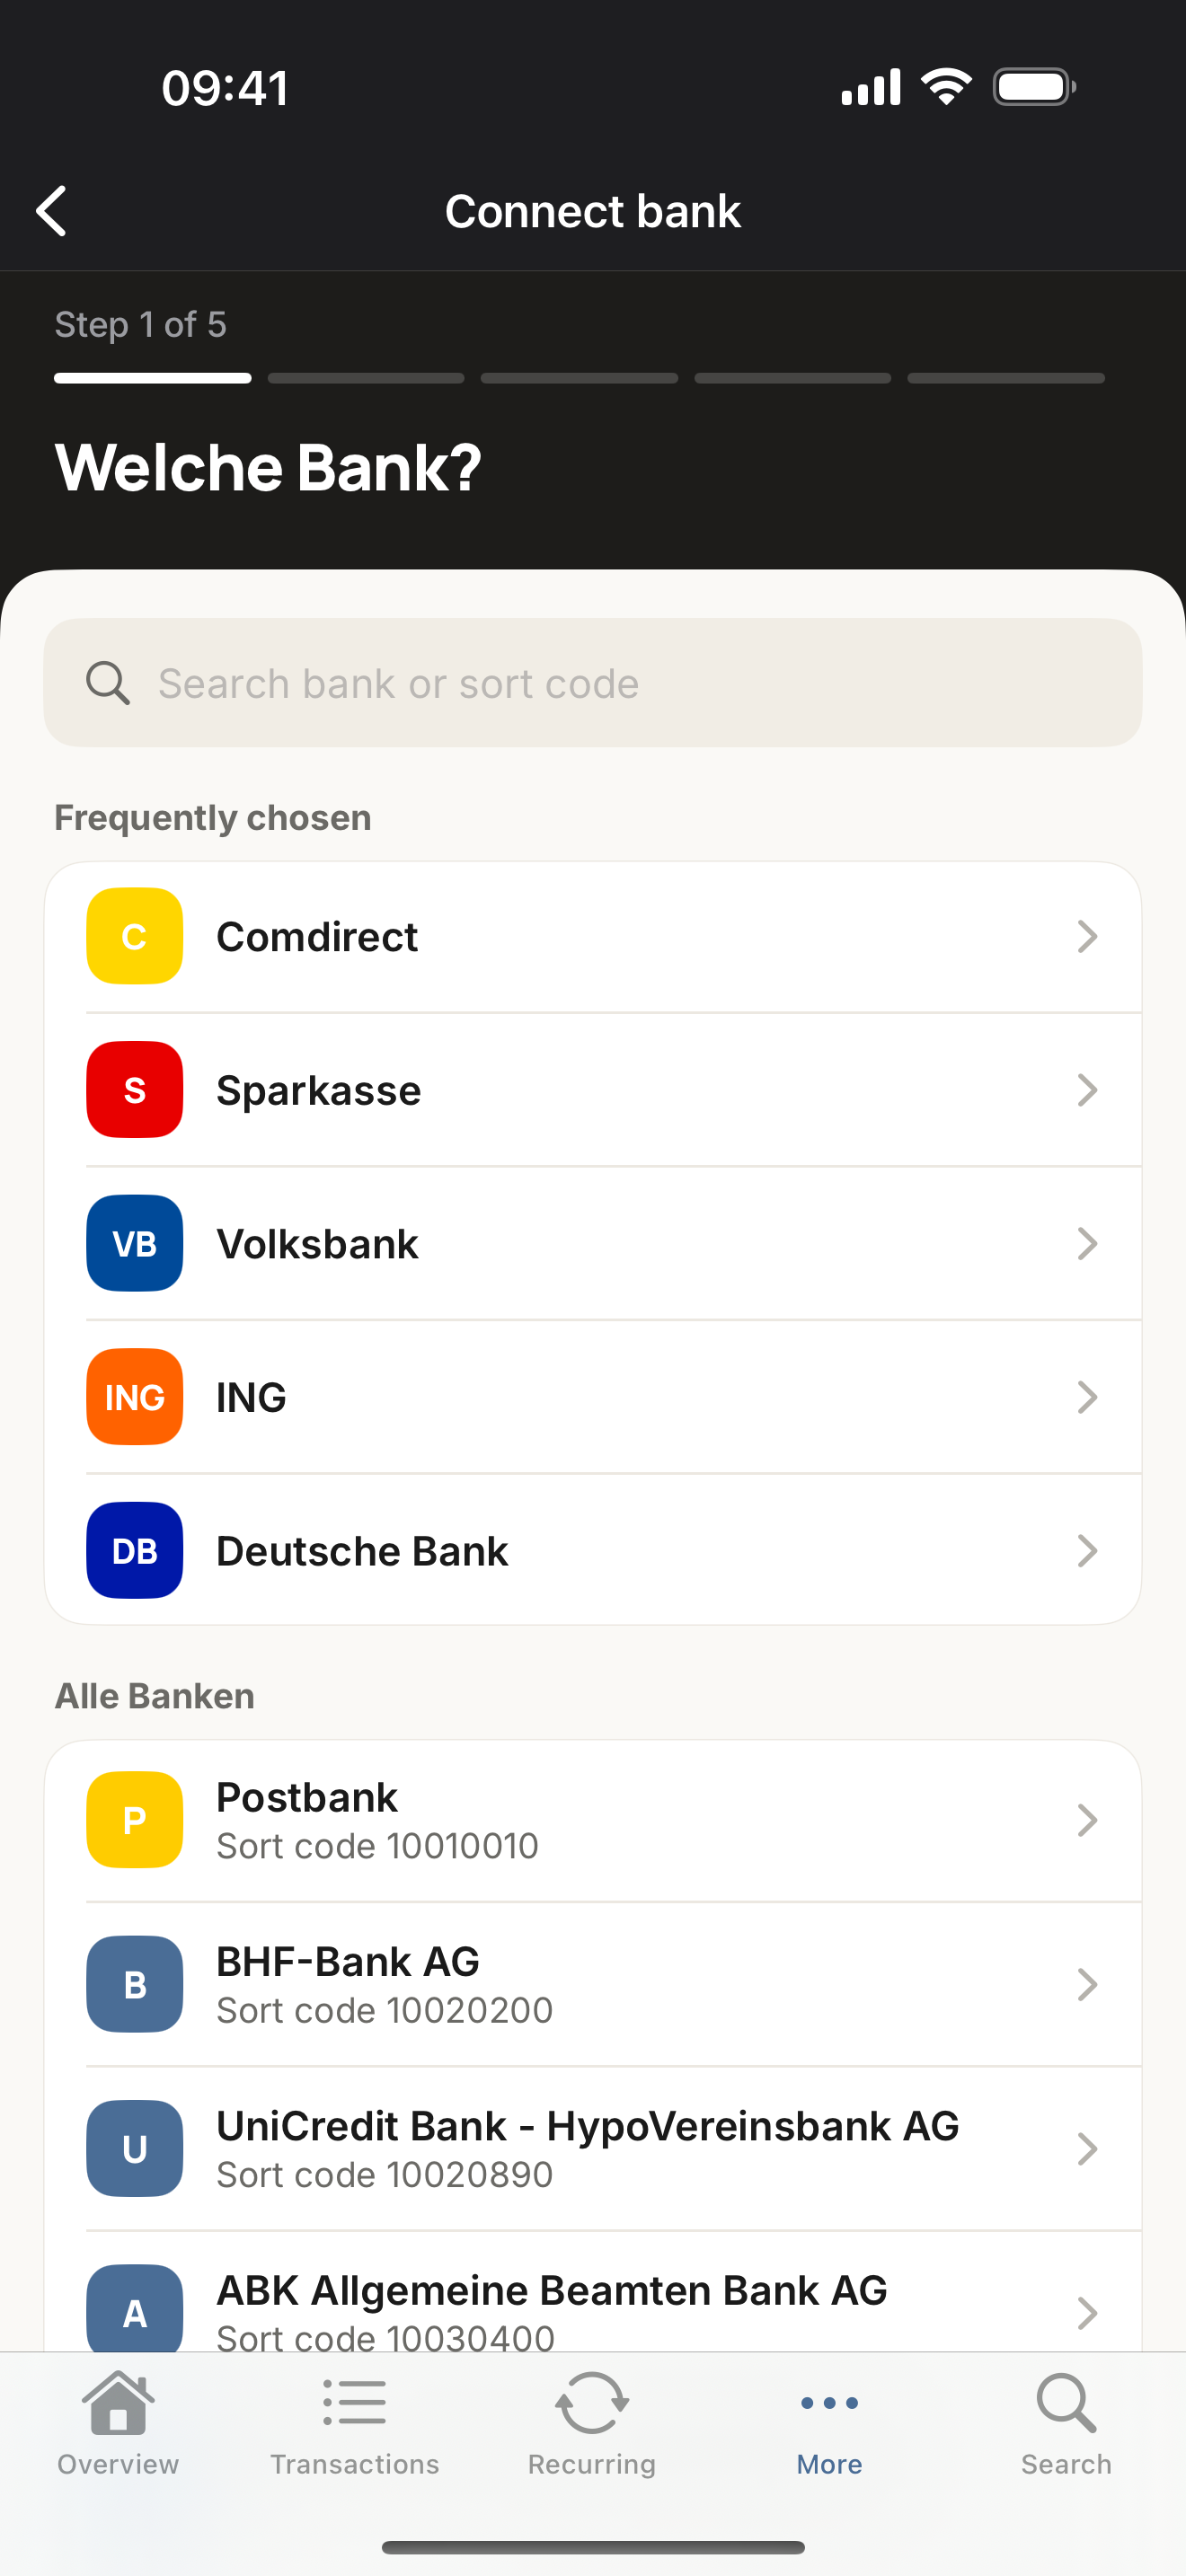 09:41
Connect bank
Step 1 of 5
Welche Bank?
Search bank or sort code
Frequently chosen
C Comdirect
S Sparkasse
VB Volksbank
ING ING
DB Deutsche Bank
Alle Banken
P Postbank
Sort code 10010010
B BHF-Bank AG
Sort code 10020200
U UniCredit Bank - HypoVereinsbank AG
Sort code 10020890
A ABK Allgemeine Beamten Bank AG
Sort code 10030400
Overview Transactions Recurring More Search